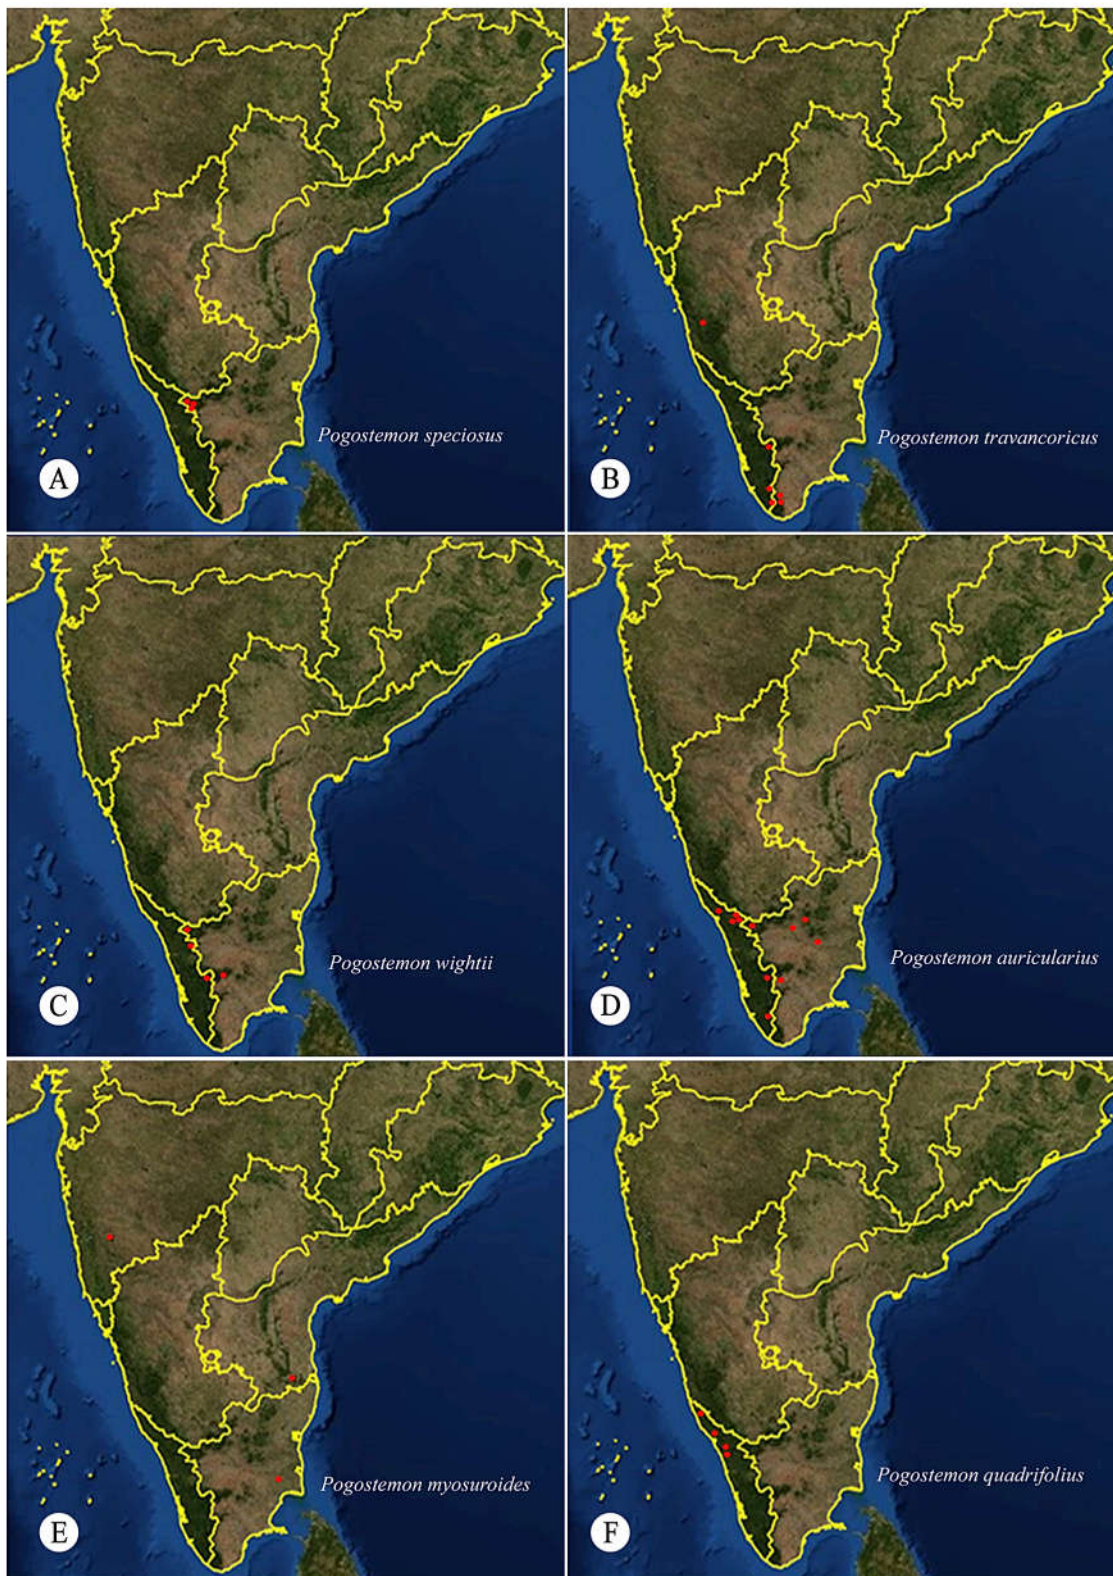 Pogostemon speciosus
A
Pogostemon travancoricus
B
Pogostemon wightii
C
Pogostemon auricularius
D
Pogostemon myosuroides
E
Pogostemon quadrifolius
F